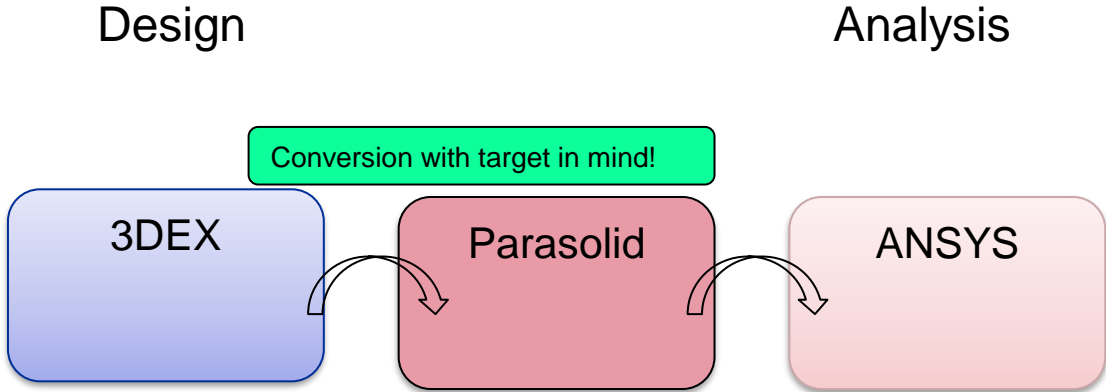 Design
Analysis
Conversion with target in mind!
3DEX
Parasolid
ANSYS